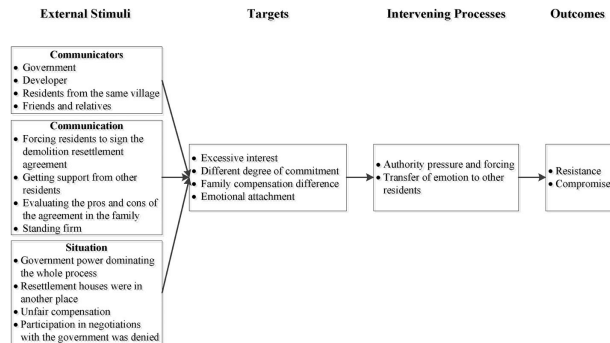 External Stimuli
Targets
Intervening Processes
Outcomes
Communicators
• Government
• Developer
• Residents from the same village
• Friends and relatives
Communication
• Forcing residents to sign the
demolition resettlement
agreement
• Getting support from other
residents
• Evaluating the pros and cons
of the agreement in the family
• Standing firm
Situation
• Government power dominating
the whole process
• Resettlement houses were in
another place
• Unfair compensation
• Participation in negotiations
with the government was denied
• Excessive interest
• Different degree of commitment
• Family compensation difference
• Emotional attachment
• Authority pressure and forcing
• Transfer of emotion to other
residents
• Resistance
• Compromise